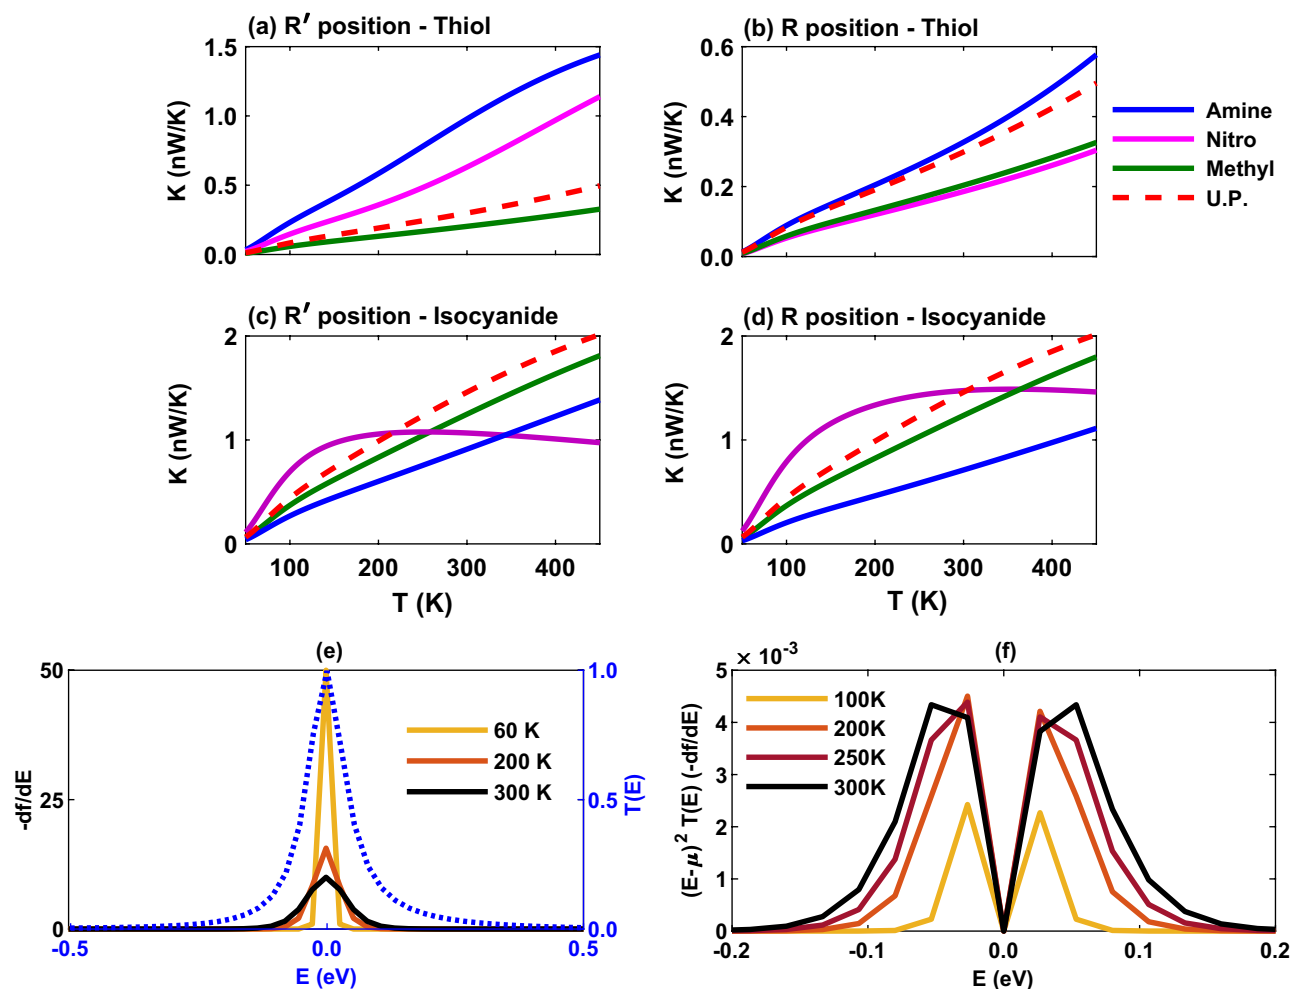 (a) R′ position - Thiol
(b) R position - Thiol
K (nW/K)
1.5
1.0
0.5
0.0
K (nW/K)
0.6
0.4
0.2
0.0
Amine
Nitro
Methyl
U.P.
(c) R′ position - Isocyanide
(d) R position - Isocyanide
K (nW/K)
2
1
0
100 200 300 400
T (K)
K (nW/K)
2
1
0
100 200 300 400
T (K)
(e)
-df/dE
50
25
0
1.0
0.5
0.0
T(E)
60 K
200 K
300 K
-0.5 0.0 0.5
E (eV)
× 10⁻³
(f)
(E-μ)² T(E) (-df/dE)
5
4
3
2
1
0
100K
200K
250K
300K
-0.2 -0.1 0.0 0.1 0.2
E (eV)